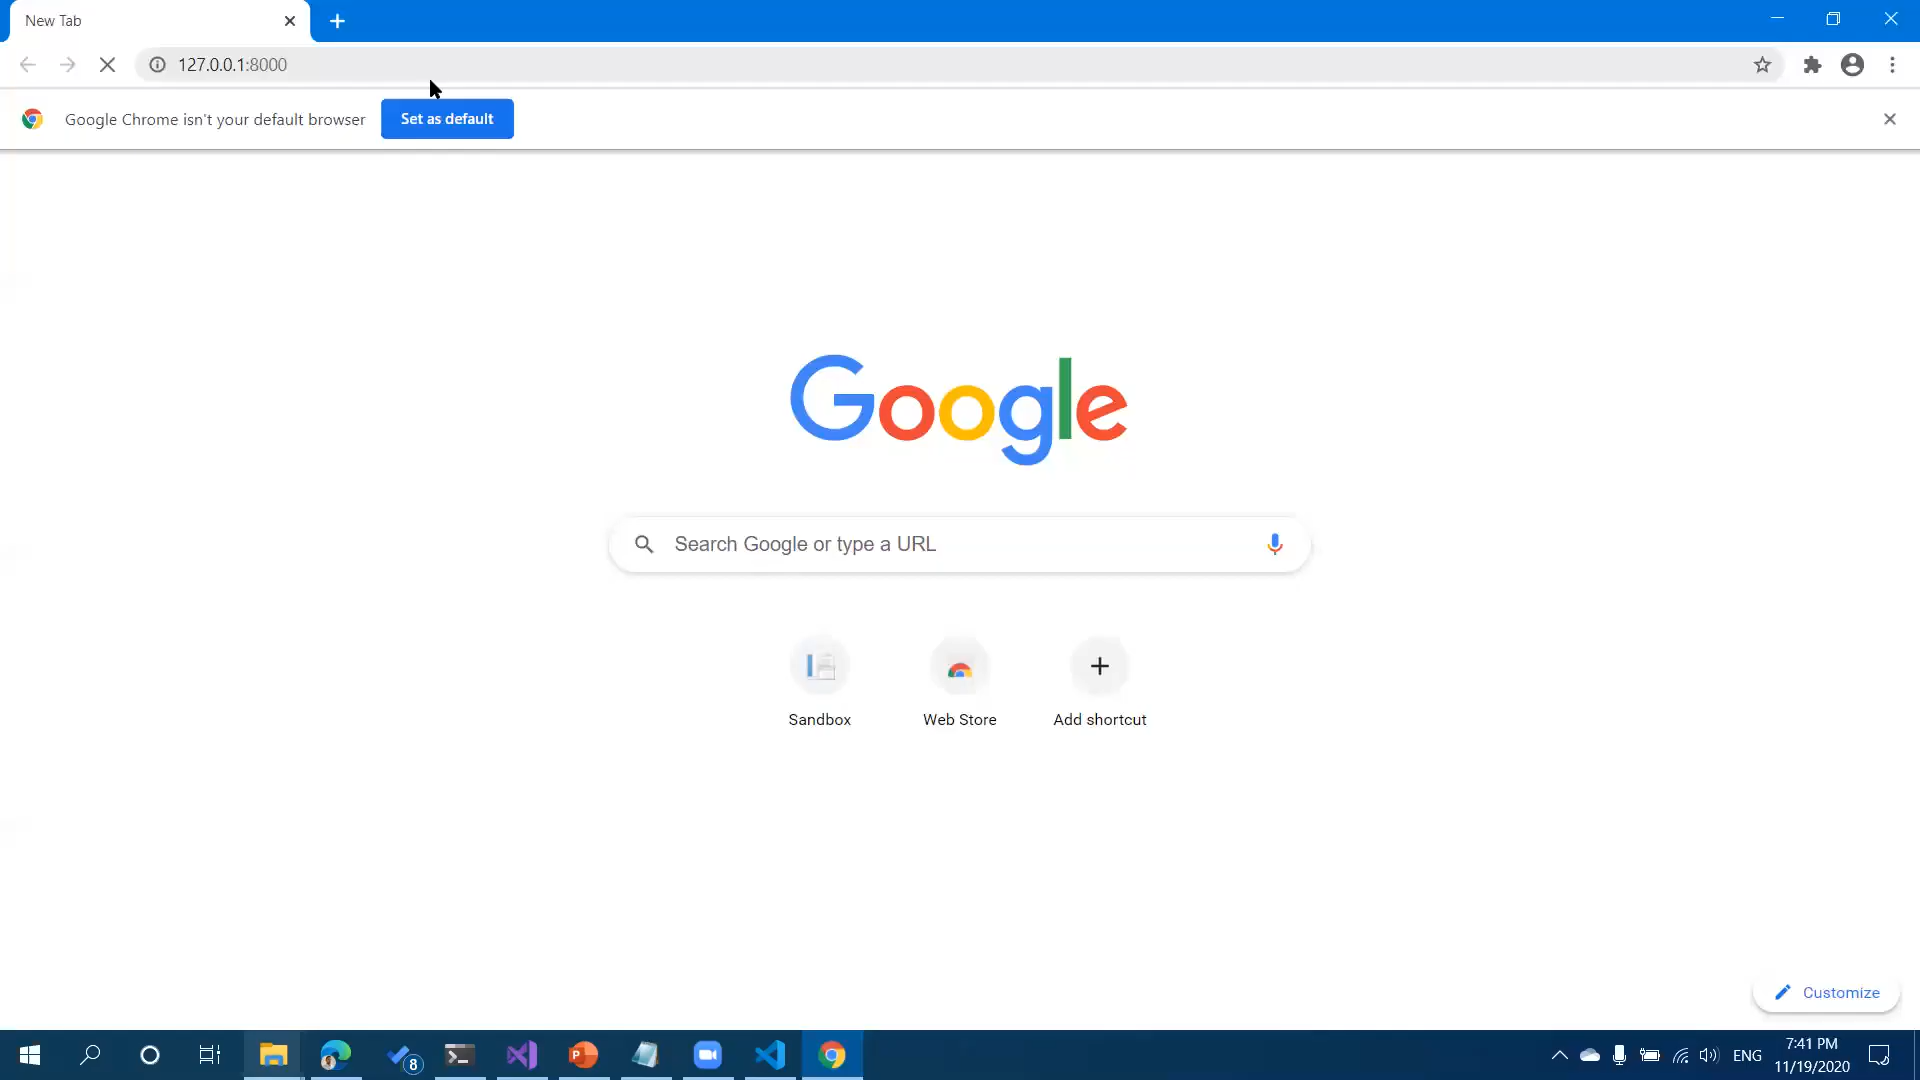 New Tab
127.0.0.1:8000
Google Chrome isn't your default browser
Set as default
Google
Search Google or type a URL
Sandbox
Web Store
Add shortcut
Customize
8
P
ENG
7:41 PM
11/19/2020